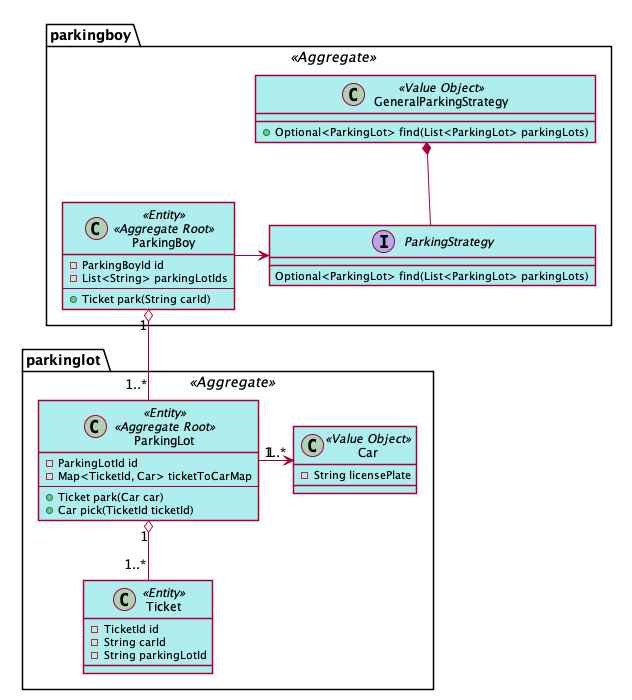 parkingboy
«Aggregate»
C
«Value Object»
GeneralParkingStrategy
Optional<ParkingLot> find(List<ParkingLot> parkingLots)
C
«Entity»
«Aggregate Root»
ParkingBoy
ParkingBoyId id
List<String> parkingLotIds
Ticket park(String carId)
I
ParkingStrategy
Optional<ParkingLot> find(List<ParkingLot> parkingLots)
1
1..*
parkinglot
«Aggregate»
C
«Entity»
«Aggregate Root»
ParkingLot
ParkingLotId id
Map<TicketId, Car> ticketToCarMap
Ticket park(Car car)
Car pick(TicketId ticketId)
1
1..*
C
«Value Object»
Car
String licensePlate
1
1..*
C
«Entity»
Ticket
TicketId id
String carId
String parkingLotId